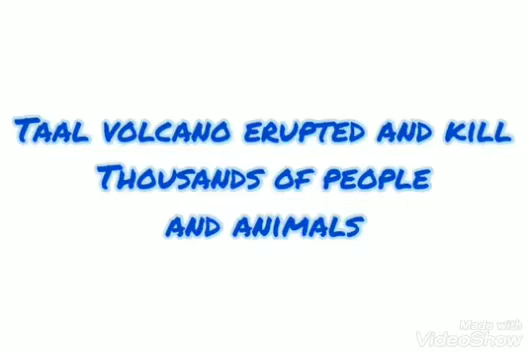 Taal volcano erupted and kill
Thousands of people
and animals
Made with
VideoShow